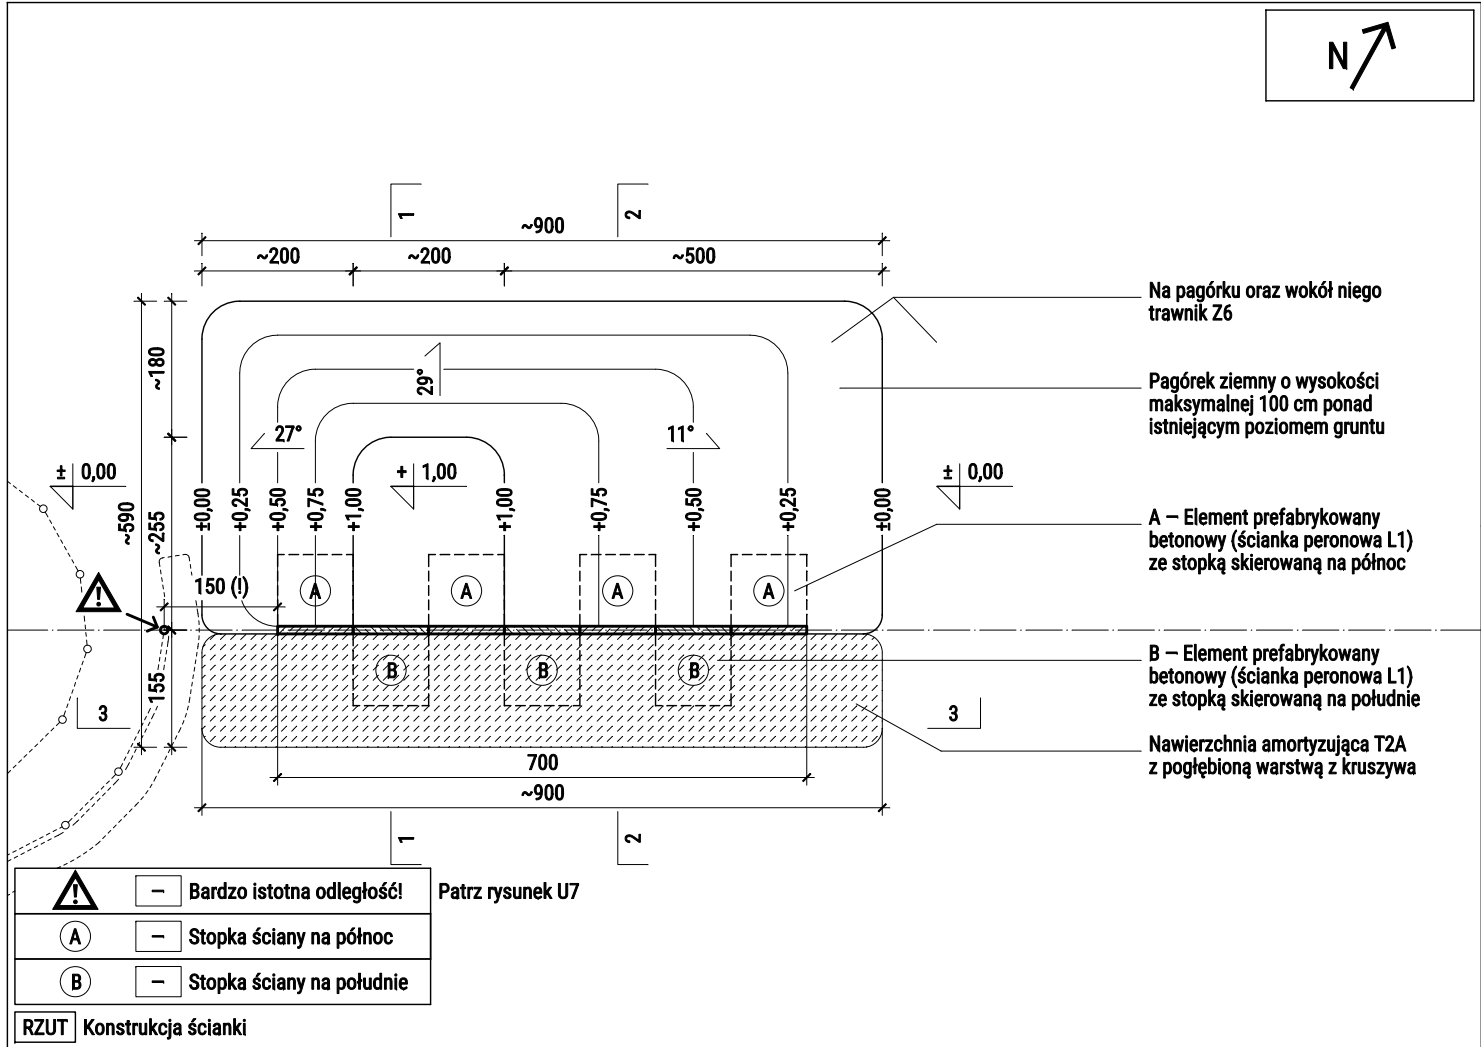 N
1
2
~900
~200
~200
~500
Na pagórku oraz wokół niego
trawnik Z6
~180
29°
Pagórek ziemny o wysokości
maksymalnej 100 cm ponad
istniejącym poziomem gruntu
27°
11°
± 0,00
+ 1,00
± 0,00
~590
~255
±0,00
+0,25
+0,50
+0,75
+1,00
+1,00
+0,75
+0,50
+0,25
±0,00
A – Element prefabrykowany
betonowy (ścianka peronowa L1)
ze stopką skierowaną na północ
150 (!)
A
A
A
A
!
B
B
B
B – Element prefabrykowany
betonowy (ścianka peronowa L1)
ze stopką skierowaną na południe
155
3
3
Nawierzchnia amortyzująca T2A
z pogłębioną warstwą z kruszywa
700
~900
1
2
! – Bardzo istotna odległość! Patrz rysunek U7
A – Stopka ściany na północ
B – Stopka ściany na południe
RZUT Konstrukcja ścianki